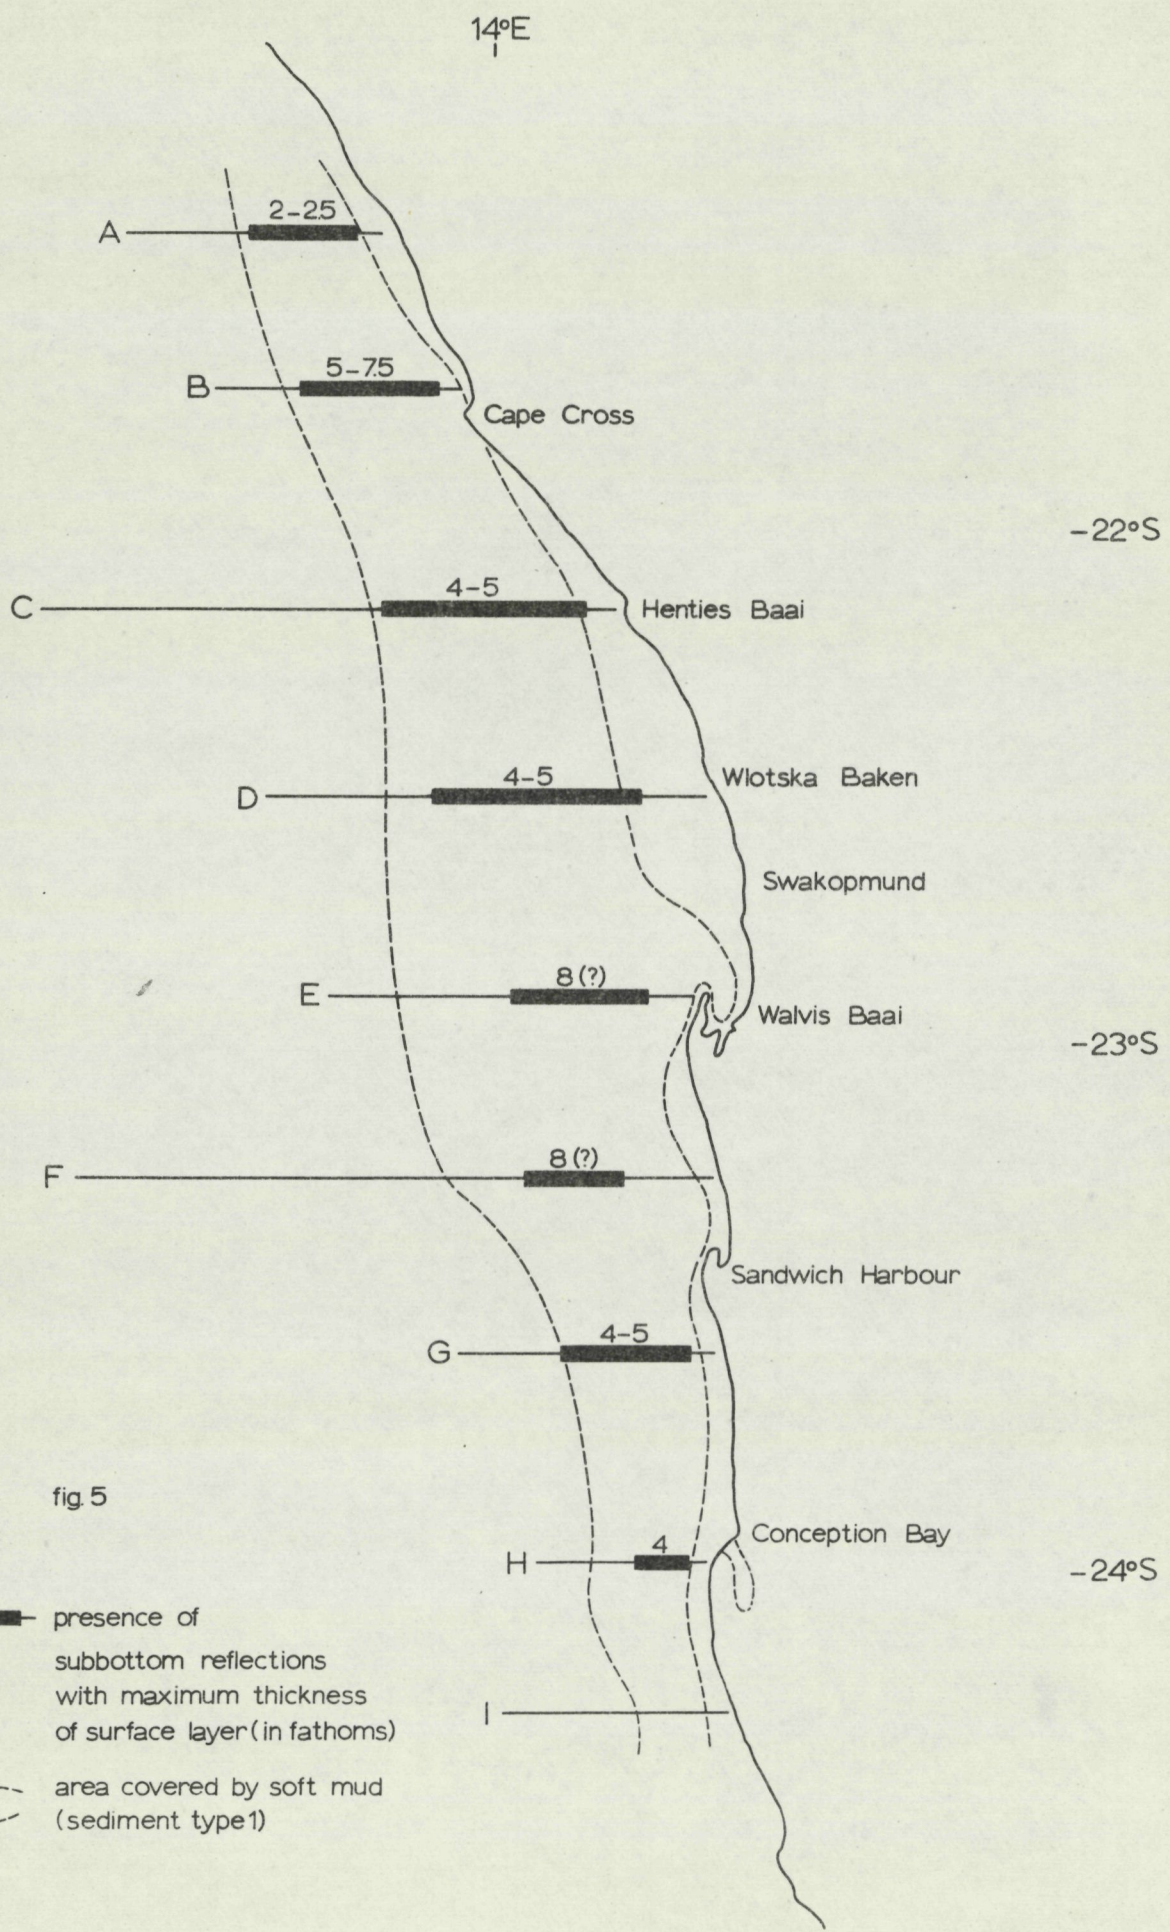 14°E
2-2.5
A
5-7.5
B
Cape Cross
-22°S
4-5
C
Henties Baai
4-5
Wlotska Baken
D
Swakopmund
8(?)
E
Walvis Baai
-23°S
8(?)
F
Sandwich Harbour
4-5
G
fig. 5
Conception Bay
4
H
-24°S
presence of
subbottom reflections
with maximum thickness
of surface layer (in fathoms)
I
area covered by soft mud
(sediment type 1)